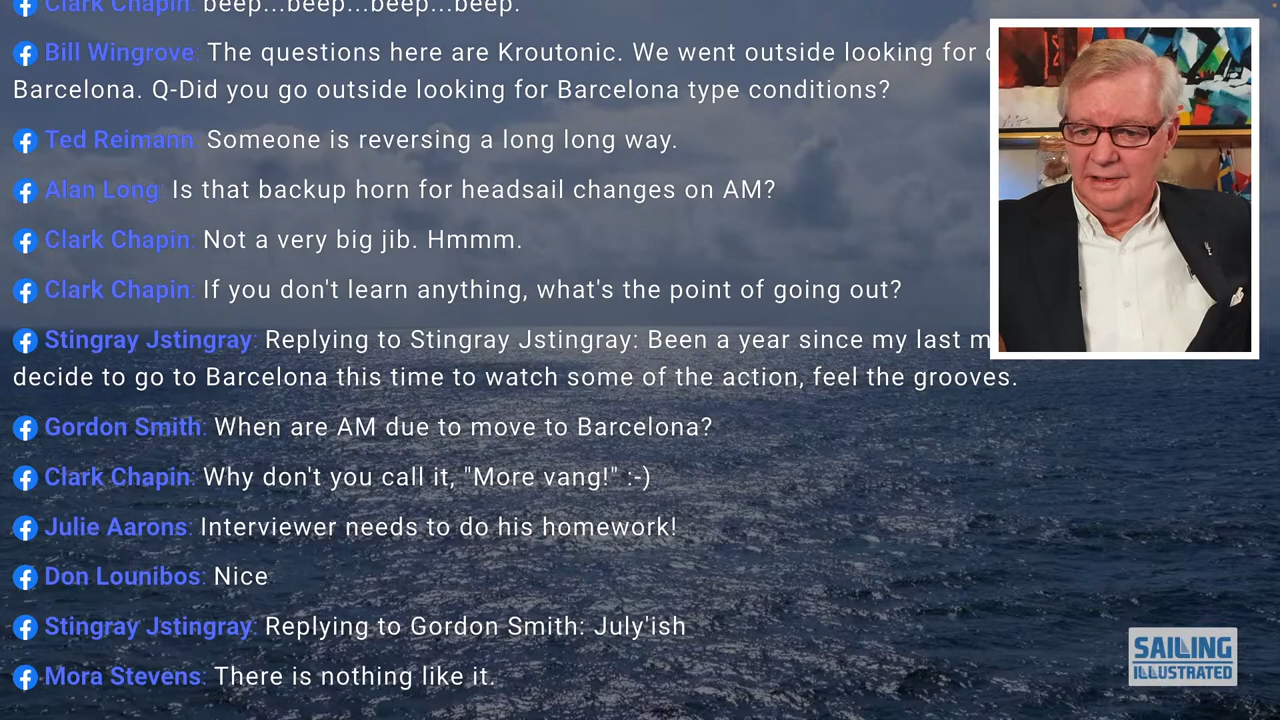 Clark Chapin: beep...beep...beep...beep.
Bill Wingrove: The questions here are Kroutonic. We went outside looking for
Barcelona. Q-Did you go outside looking for Barcelona type conditions?
Ted Reimann: Someone is reversing a long long way.
Alan Long: Is that backup horn for headsail changes on AM?
Clark Chapin: Not a very big jib. Hmmm.
Clark Chapin: If you don't learn anything, what's the point of going out?
Stingray Jstingray: Replying to Stingray Jstingray: Been a year since my last
decide to go to Barcelona this time to watch some of the action, feel the grooves.
Gordon Smith: When are AM due to move to Barcelona?
Clark Chapin: Why don't you call it, "More vang!" :-)
Julie Aarons: Interviewer needs to do his homework!
Don Lounibos: Nice
Stingray Jstingray: Replying to Gordon Smith: July'ish
Mora Stevens: There is nothing like it.
SAILING
ILLUSTRATED